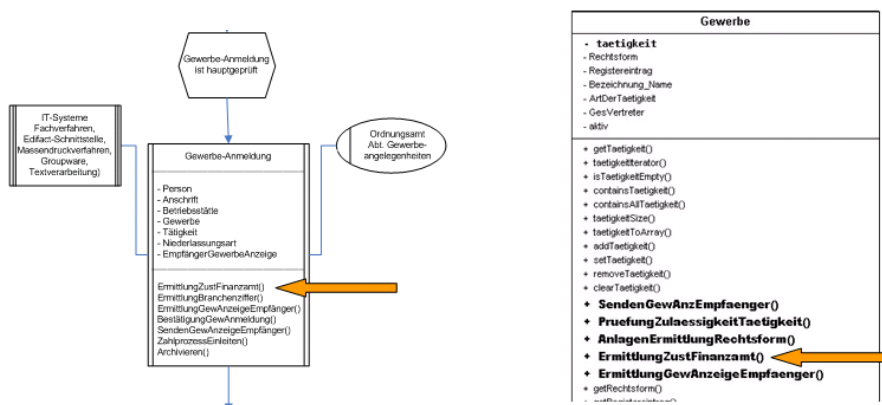 Gewerbe-Anmeldung
ist hauptgeprüft
IT-Systeme
Fachverfahren,
Edifact-Schnittstelle,
Massendruckverfahren,
Groupware,
Textverarbeitung)
Ordnungsamt
Abt. Gewerbe-
angelegenheiten
Gewerbe-Anmeldung
- Person
- Anschrift
- Betriebsstätte
- Gewerbe
- Tätigkeit
- Niederlassungsart
- EmpfängerGewerbeAnzeige
ErmittlungZustFinanzamt()
ErmittlungBranchenziffer()
ErmittlungGewAnzeigeEmpfänger()
BestätigungGewAnmeldung()
SendenGewAnzeigeEmpfänger()
ZahlprozessEinleiten()
Archivieren()
Gewerbe
- taetigkeit
- Rechtsform
- Registereintrag
- Bezeichnung_Name
- ArtDerTaetigkeit
- GesVertreter
- aktiv
+ getTaetigkeit()
+ taetigkeitIterator()
+ isTaetigkeitEmpty()
+ containsTaetigkeit()
+ containsAllTaetigkeit()
+ taetigkeitSize()
+ taetigkeitToArray()
+ addTaetigkeit()
+ setTaetigkeit()
+ removeTaetigkeit()
+ clearTaetigkeit()
+ SendenGewAnzEmpfaenger()
+ PruefungZulaessigkeitTaetigkeit()
+ AnlagenErmittlungRechtsform()
+ ErmittlungZustFinanzamt()
+ ErmittlungGewAnzeigeEmpfaenger()
+ getRechtsform()